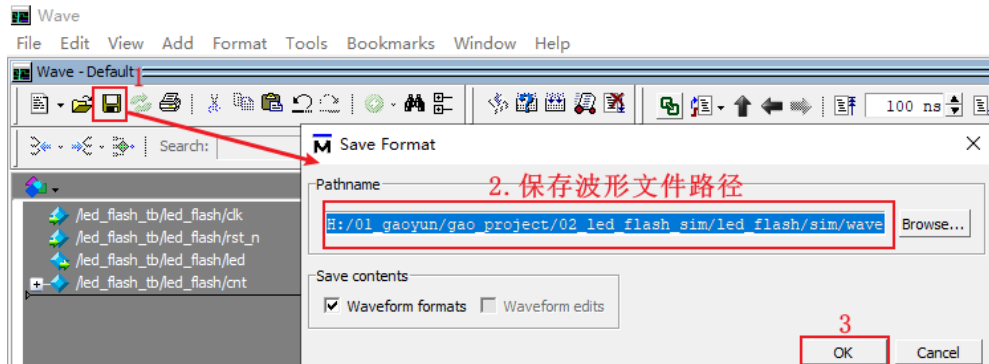 Wave
File Edit View Add Format Tools Bookmarks Window Help
Wave - Default
1
100 ns
Search:
Save Format
Pathname
2. 保存波形文件路径
H:/01_gaoyun/gao_project/02_led_flash_sim/led_flash/sim/wave
Browse...
/led_flash_tb/led_flash/clk
/led_flash_tb/led_flash/rst_n
/led_flash_tb/led_flash/led
/led_flash_tb/led_flash/cnt
Save contents
Waveform formats
Waveform edits
3
OK
Cancel